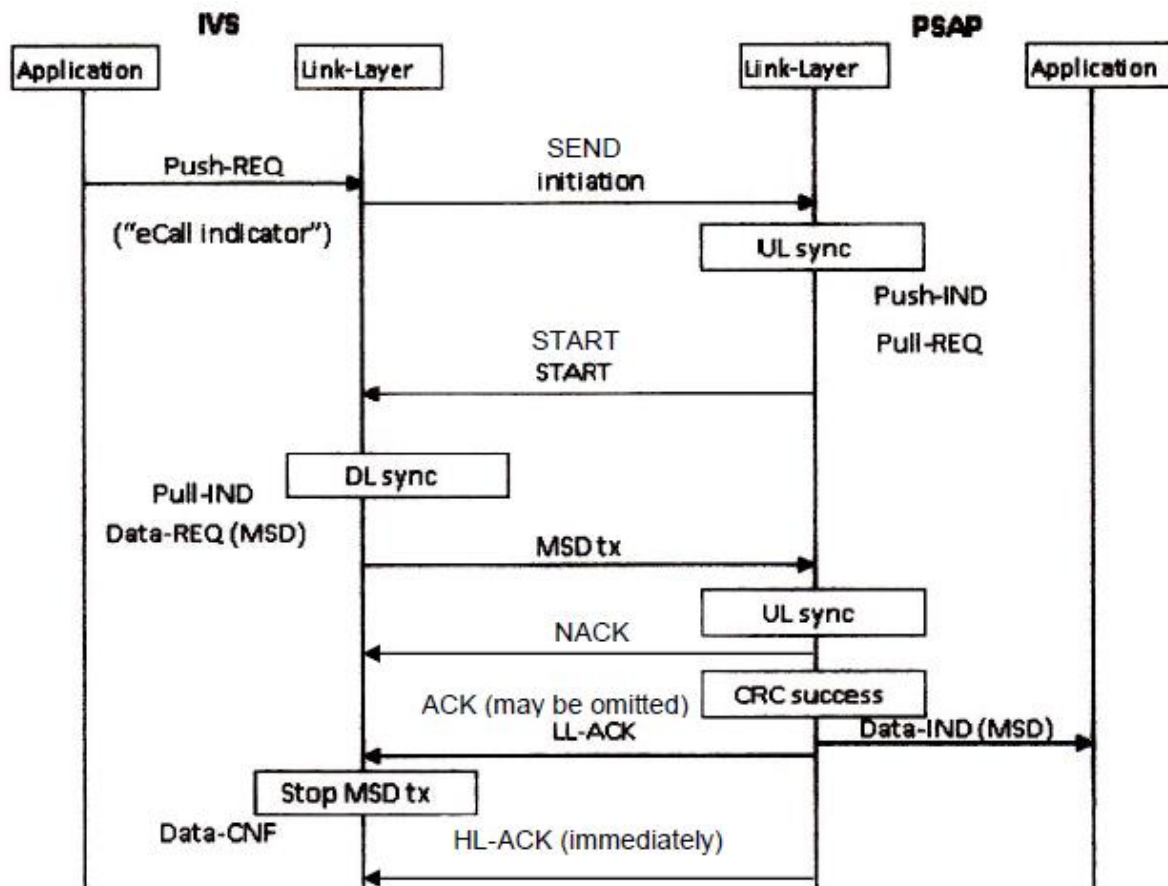 IVS
PSAP
Application
Link-Layer
Link-Layer
Application
Push-REQ
SEND
initiation
("eCall indicator")
UL sync
Push-IND
START
Pull-REQ
START
DL sync
Pull-IND
Data-REQ (MSD)
MSD tx
UL sync
NACK
CRC success
ACK (may be omitted)
LL-ACK
Data-IND (MSD)
Stop MSD tx
Data-CNF
HL-ACK (immediately)